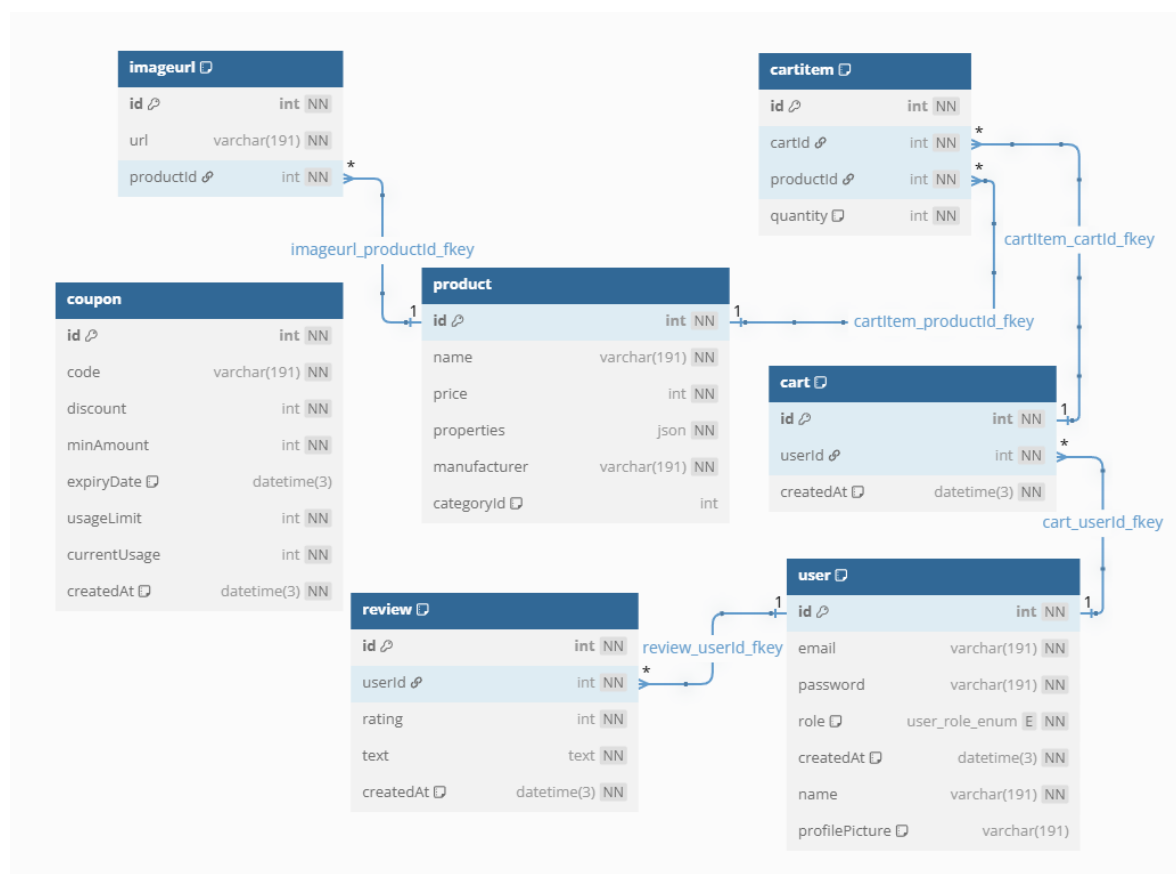 imageurl
id int NN
url varchar(191) NN
productId int NN
*
imageurl_productId_fkey
cartitem
id int NN
cartId int NN
*
productId int NN
*
quantity int NN
cartItem_cartId_fkey
coupon
id int NN
code varchar(191) NN
discount int NN
minAmount int NN
expiryDate datetime(3)
usageLimit int NN
currentUsage int NN
createdAt datetime(3) NN
product
1
id int NN
1
name varchar(191) NN
price int NN
properties json NN
manufacturer varchar(191) NN
categoryId int
cartItem_productId_fkey
cart
id int NN
1
userId int NN
*
createdAt datetime(3) NN
cart_userId_fkey
review
id int NN
userId int NN
*
rating int NN
text text NN
createdAt datetime(3) NN
review_userId_fkey
user
1
id int NN
1
email varchar(191) NN
password varchar(191) NN
role user_role_enum E NN
createdAt datetime(3) NN
name varchar(191) NN
profilePicture varchar(191)